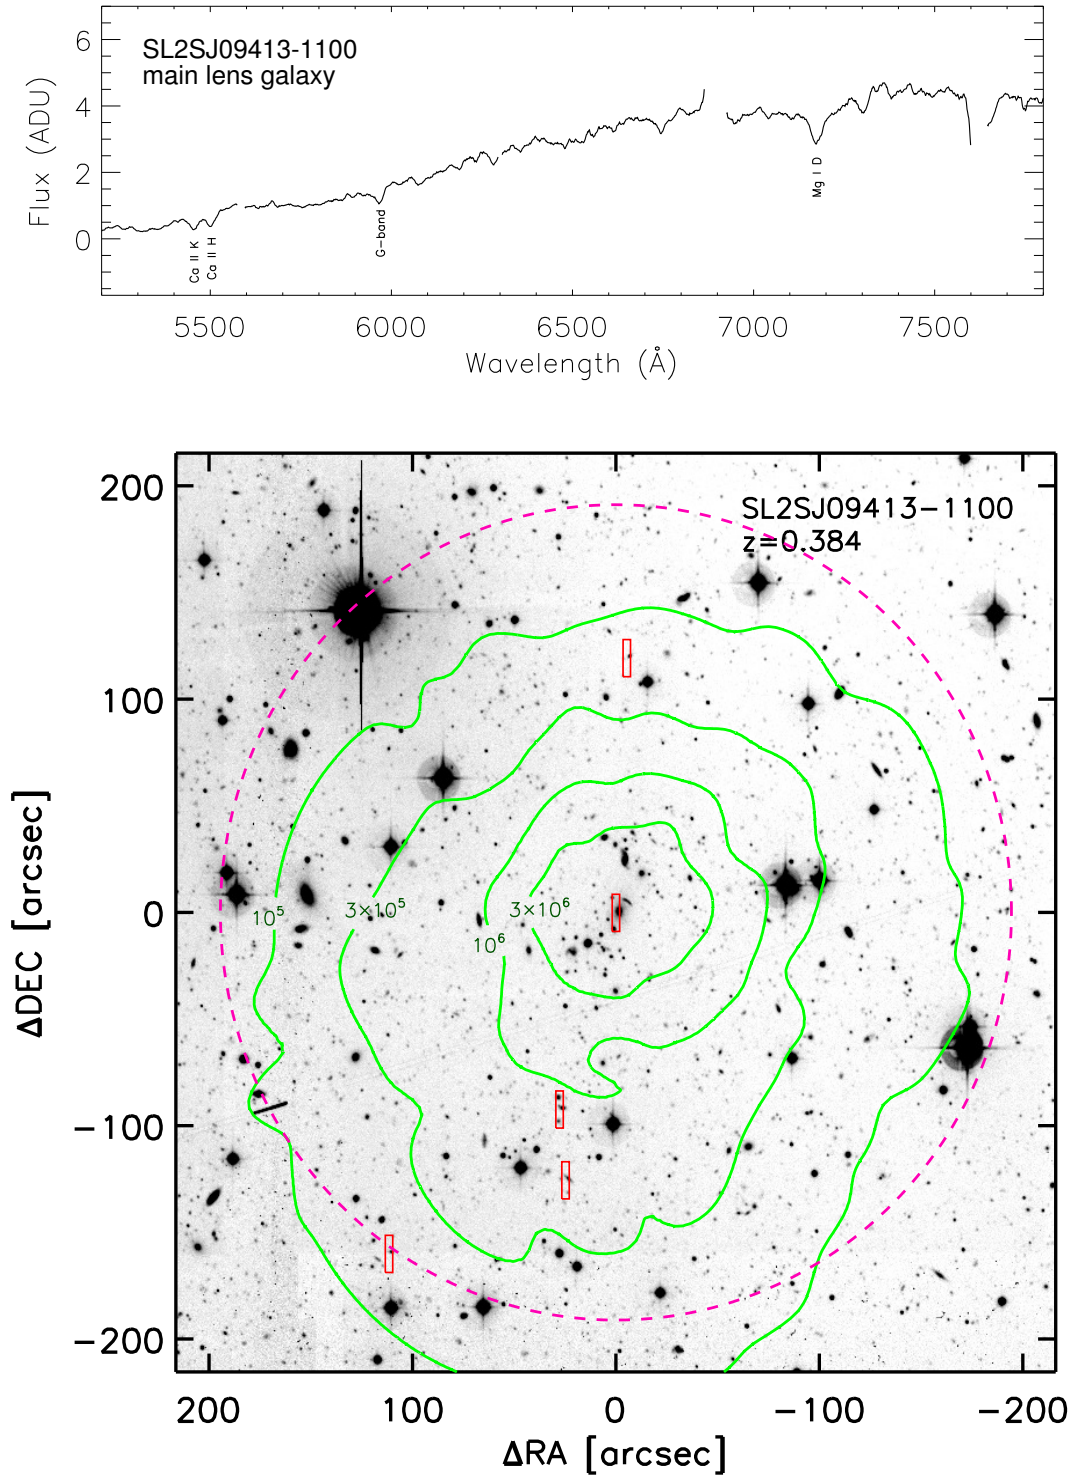 SL2SJ09413-1100
main lens galaxy
6
4
2
0
Flux (ADU)
Ca II K
Ca II H
G-band
Mg I D
5500 6000 6500 7000 7500
Wavelength (Å)
SL2SJ09413-1100
z=0.384
200
100
0
-100
-200
ΔDEC [arcsec]
10⁵
3×10⁵
10⁶
3×10⁶
200 100 0 -100 -200
ΔRA [arcsec]